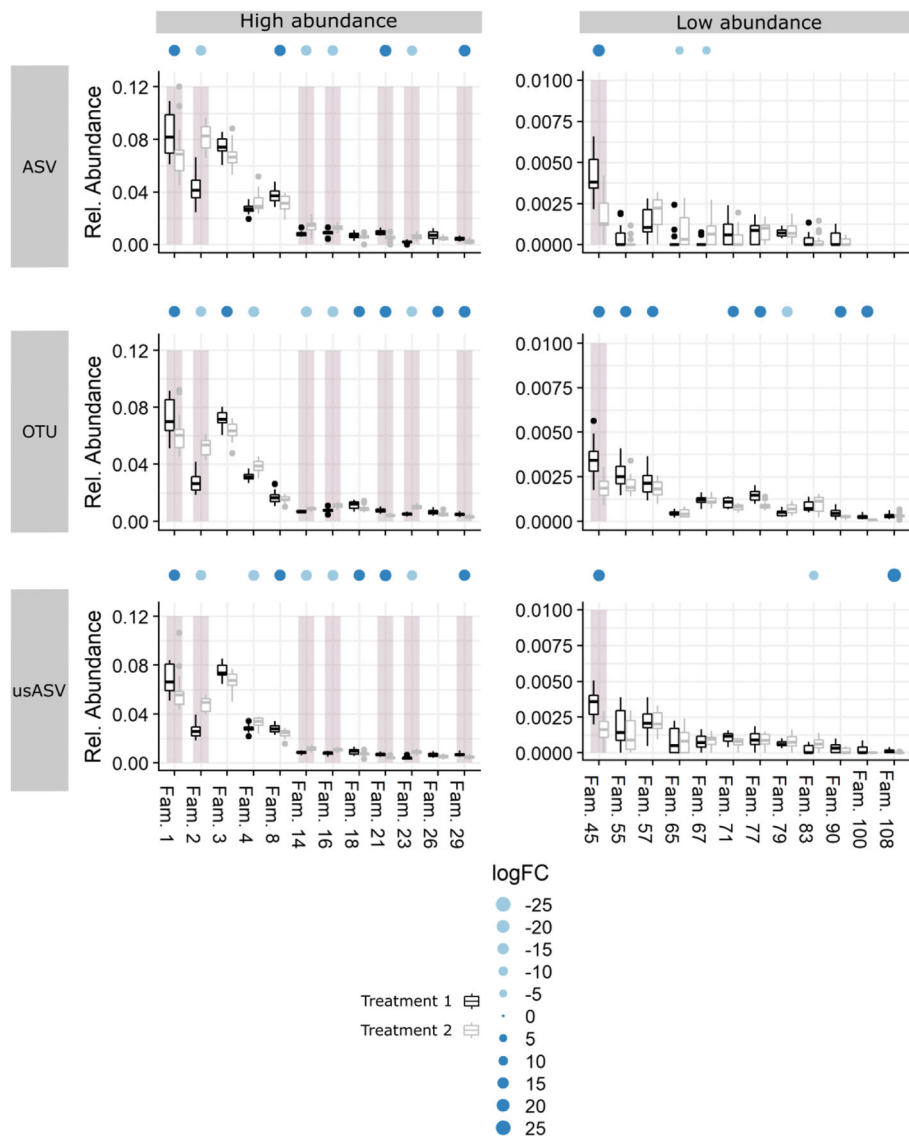 High abundance
Low abundance
ASV
Rel. Abundance
0.12
0.08
0.04
0.00
0.0100
0.0075
0.0050
0.0025
0.0000
OTU
Rel. Abundance
0.12
0.08
0.04
0.00
0.0100
0.0075
0.0050
0.0025
0.0000
usASV
Rel. Abundance
0.12
0.08
0.04
0.00
0.0100
0.0075
0.0050
0.0025
0.0000
Fam. 1
Fam. 2
Fam. 3
Fam. 4
Fam. 8
Fam. 14
Fam. 16
Fam. 18
Fam. 21
Fam. 23
Fam. 26
Fam. 29
Fam. 45
Fam. 55
Fam. 57
Fam. 65
Fam. 67
Fam. 71
Fam. 77
Fam. 79
Fam. 83
Fam. 90
Fam. 100
Fam. 108
Treatment 1
Treatment 2
logFC
-25
-20
-15
-10
-5
0
5
10
15
20
25